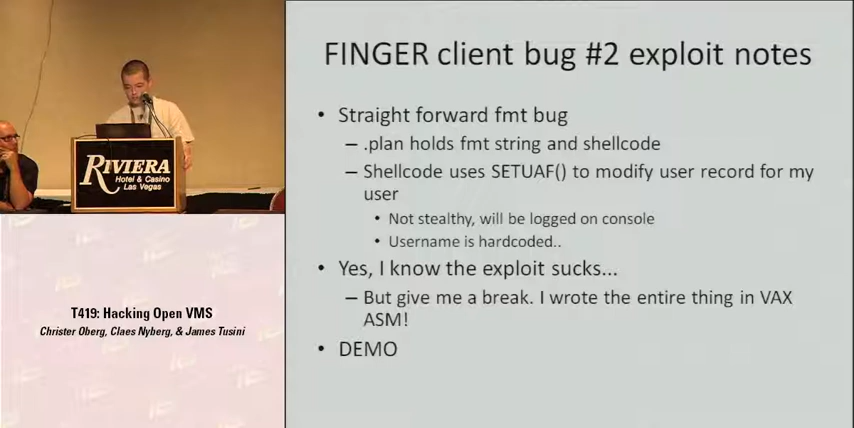 FINGER client bug #2 exploit notes
• Straight forward fmt bug
– .plan holds fmt string and shellcode
– Shellcode uses SETUAF() to modify user record for my
user
• Not stealthy, will be logged on console
• Username is hardcoded..
• Yes, I know the exploit sucks...
– But give me a break. I wrote the entire thing in VAX
ASM!
• DEMO
RIVIERA
Hotel & Casino
Las Vegas
T419: Hacking Open VMS
Christer Oberg, Claes Nyberg, & James Tusini